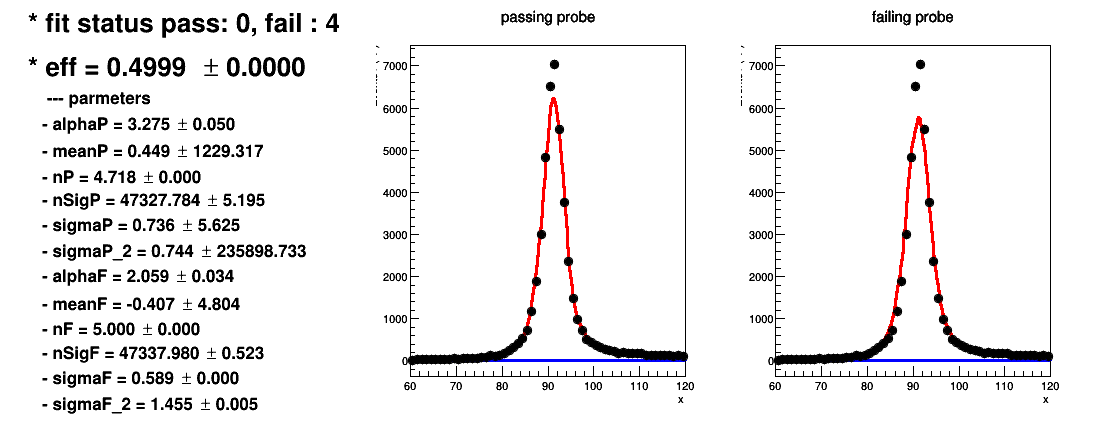 * fit status pass: 0, fail : 4
* eff = 0.4999 ± 0.0000
--- parmeters
- alphaP = 3.275 ± 0.050
- meanP = 0.449 ± 1229.317
- nP = 4.718 ± 0.000
- nSigP = 47327.784 ± 5.195
- sigmaP = 0.736 ± 5.625
- sigmaP_2 = 0.744 ± 235898.733
- alphaF = 2.059 ± 0.034
- meanF = -0.407 ± 4.804
- nF = 5.000 ± 0.000
- nSigF = 47337.980 ± 0.523
- sigmaF = 0.589 ± 0.000
- sigmaF_2 = 1.455 ± 0.005
passing probe
7000
6000
5000
4000
3000
2000
1000
0
60 70 80 90 100 110 120
x
failing probe
7000
6000
5000
4000
3000
2000
1000
0
60 70 80 90 100 110 120
x